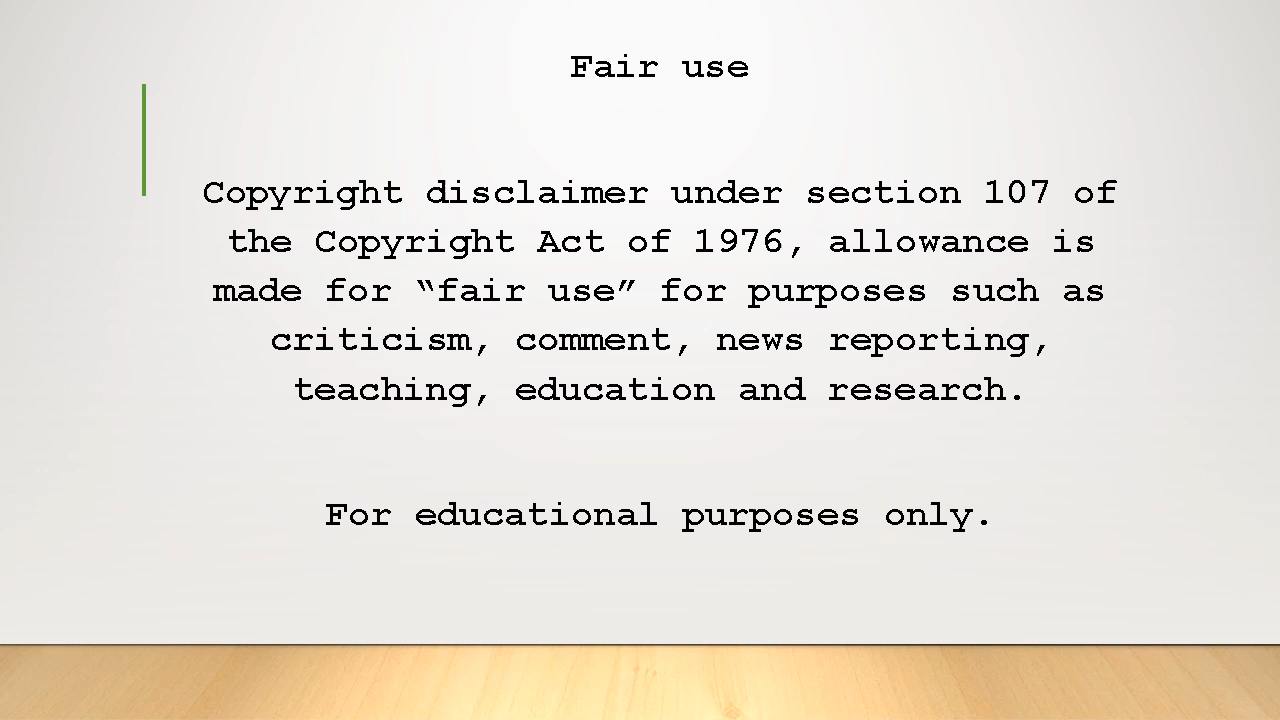 Fair use
Copyright disclaimer under section 107 of
the Copyright Act of 1976, allowance is
made for “fair use” for purposes such as
criticism, comment, news reporting,
teaching, education and research.
For educational purposes only.